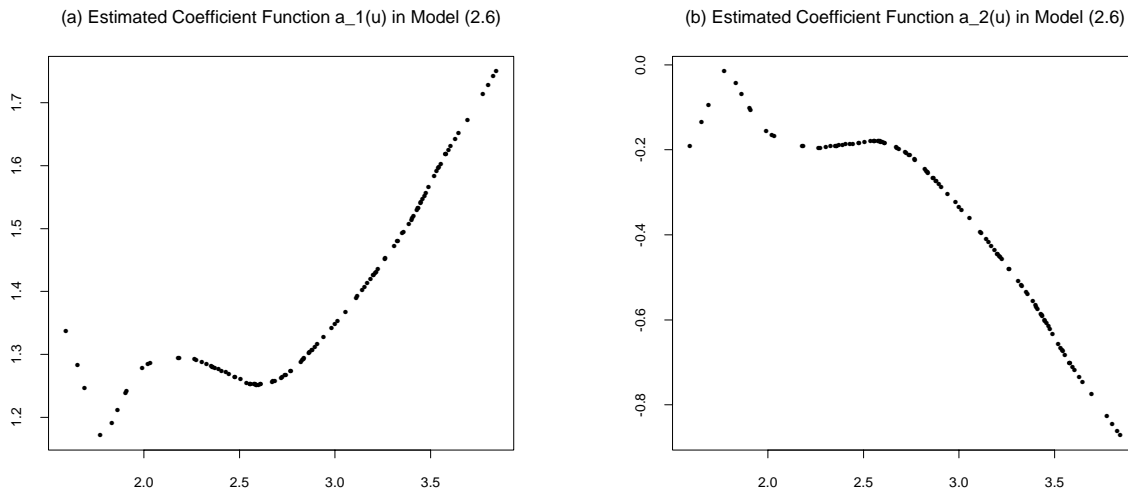 (a) Estimated Coefficient Function a_1(u) in Model (2.6)
1.7
1.6
1.5
1.4
1.3
1.2
2.0 2.5 3.0 3.5
(b) Estimated Coefficient Function a_2(u) in Model (2.6)
0.0
-0.2
-0.4
-0.6
-0.8
2.0 2.5 3.0 3.5